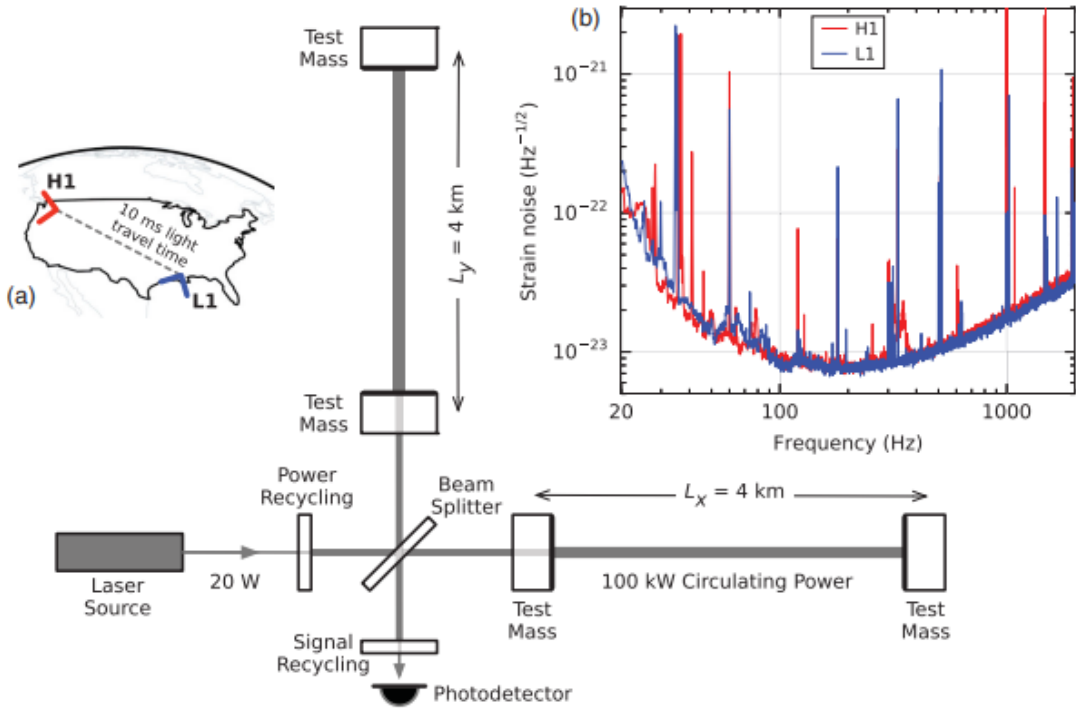 Test
Mass
L_y = 4 km
Test
Mass
(a)
H1
10 ms light
travel time
L1
(b)
H1
L1
Strain noise (Hz^{-1/2})
10^{-21}
10^{-22}
10^{-23}
20
100
1000
Frequency (Hz)
Power
Recycling
Beam
Splitter
L_x = 4 km
Laser
Source
20 W
100 kW Circulating Power
Test
Mass
Test
Mass
Signal
Recycling
Photodetector